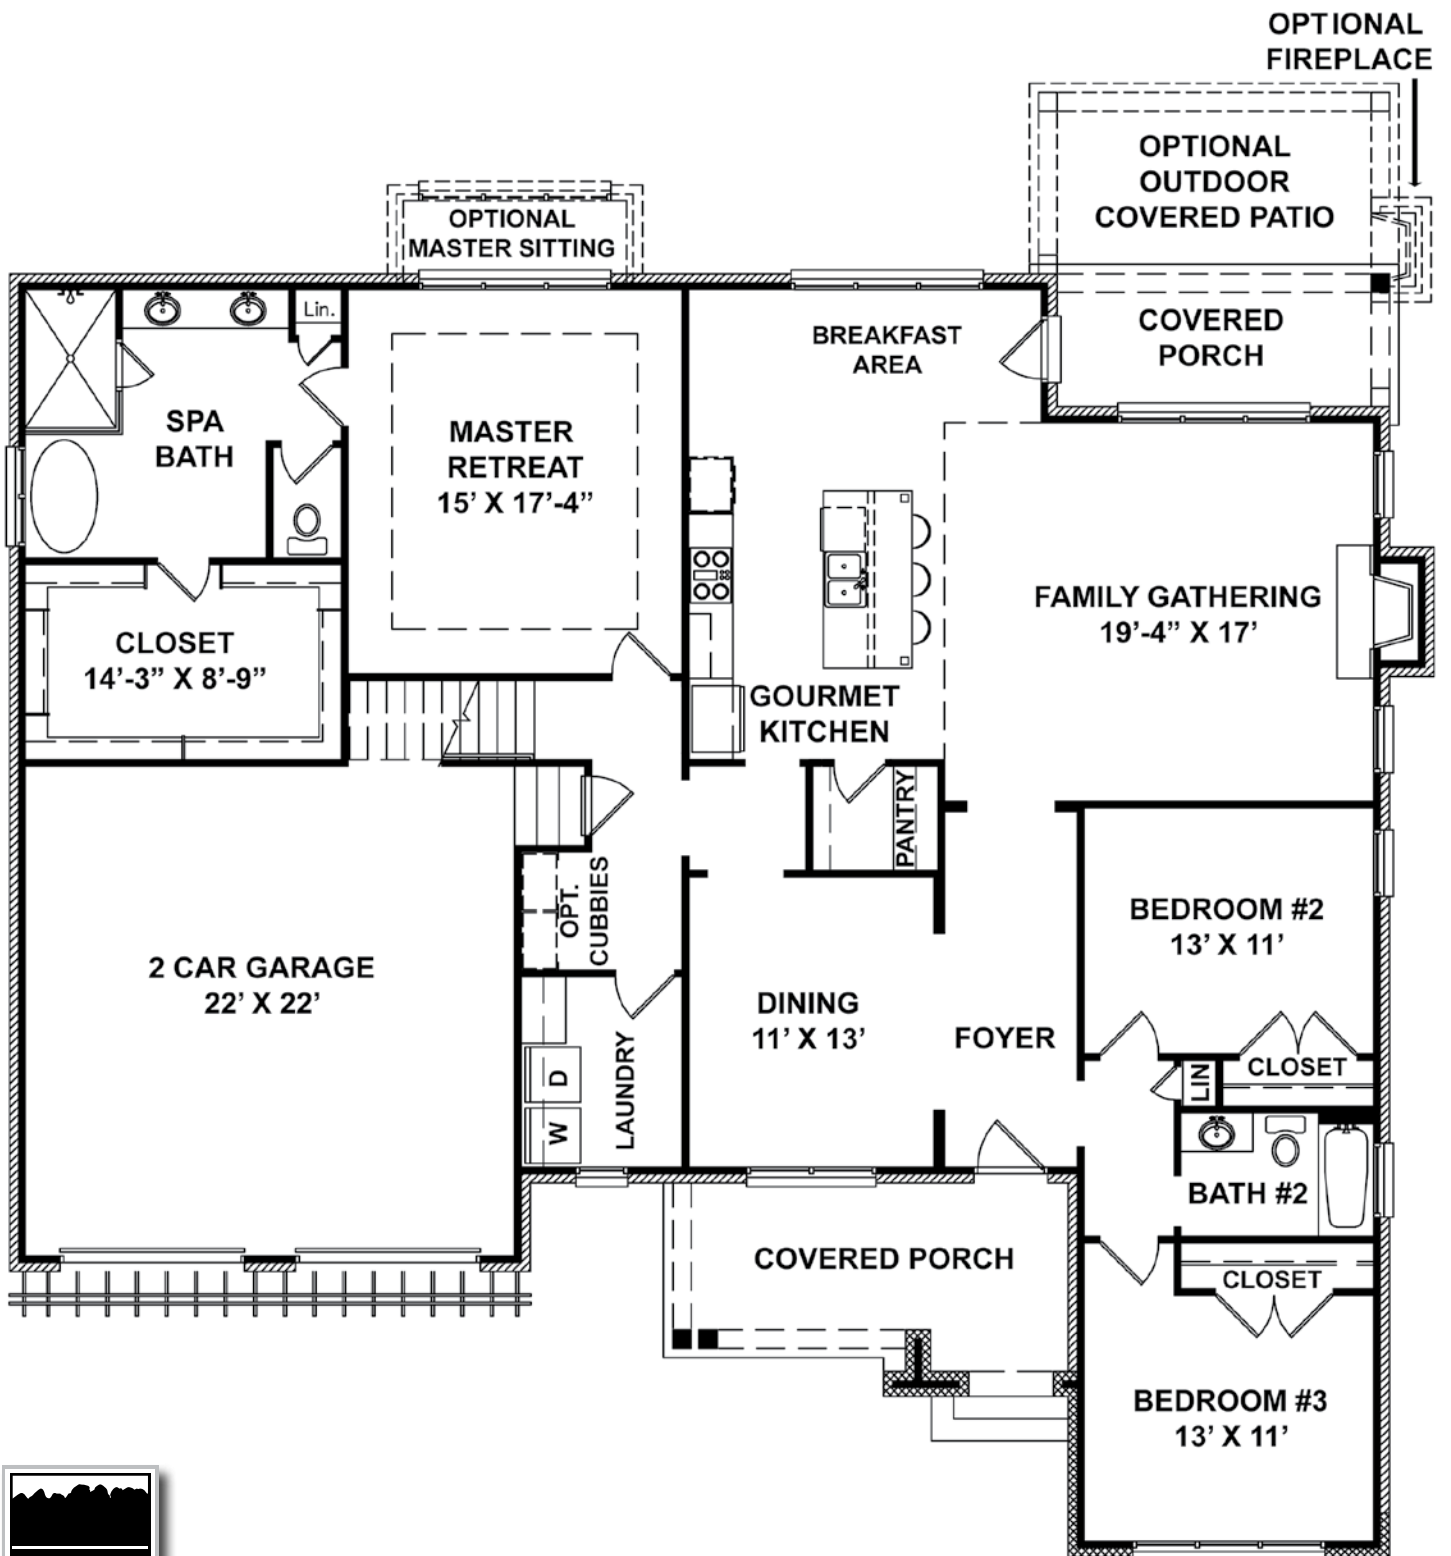 OPTIONAL
FIREPLACE
OPTIONAL
OUTDOOR
COVERED PATIO
OPTIONAL
MASTER SITTING
Lin.
COVERED
PORCH
BREAKFAST
AREA
SPA
BATH
MASTER
RETREAT
15’ X 17’-4”
FAMILY GATHERING
19’-4” X 17’
CLOSET
14’-3” X 8’-9”
GOURMET
KITCHEN
PANTRY
OPT.
CUBBIES
BEDROOM #2
13’ X 11’
2 CAR GARAGE
22’ X 22’
DINING
11’ X 13’
FOYER
LAUNDRY
D
W
CLOSET
LIN
BATH #2
COVERED PORCH
CLOSET
BEDROOM #3
13’ X 11’